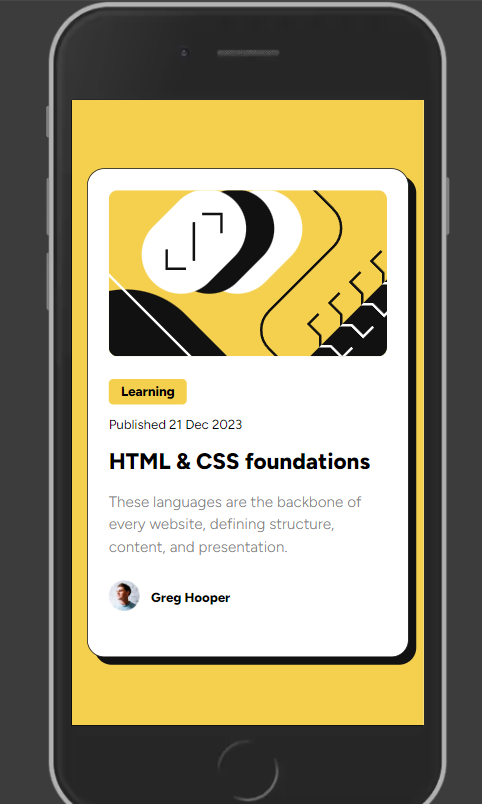 Learning
Published 21 Dec 2023
HTML & CSS foundations
These languages are the backbone of
every website, defining structure,
content, and presentation.
Greg Hooper